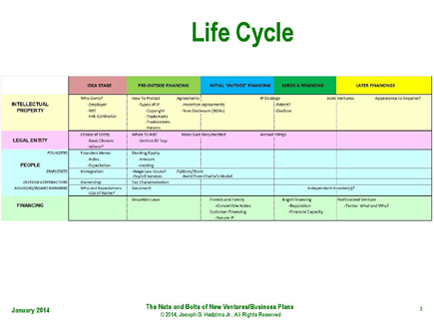 Life Cycle
IDEA STAGE PRE-OUTSIDE FINANCING INITIAL "OUTSIDE" FINANCING SERIES A FINANCING LATER FINANCINGS
INTELLECTUAL PROPERTY
Who Owns? How To Protect Agreements: IP Strategy Joint Ventures Appearance to Acquiror?
-Employer -Types of IP -Invention Agreements -Patent?
-MIT -Copyright -Non Disclosure (NDAs) -Disclose
-Ind. Contractor -Trademarks
-Tradesecrets
-Patents
LEGAL ENTITY
Choice of Entity When To Add? Make Sure Documented Annual Filings
-Basic Choices -Section 83 Trap
-Where?
PEOPLE
FOUNDERS Founders Memo Dividing Equity
-Roles -Amount
-Expectation -Vesting
EMPLOYEES Immigration -Wage Law Issues! Options/Stock
-Payroll Services -Build from Charlie's Model
OUTSIDE CONTRACTORS Ownership Tax Characterization
ADVISORS/BOARD MEMBERS Who and Expectations Document Independent Director(s)?
-Use of Name?
FINANCING
Securities Laws Friends and Family Angel Financing Professional Venture
-Convertible Notes -Reputation -Terms: What and Why?
Customer Financing -Financial Capacity
-Secure IP
January 2014
The Nuts and Bolts of New Ventures/Business Plans
© 2014, Joseph G. Hadzima Jr., All Rights Reserved